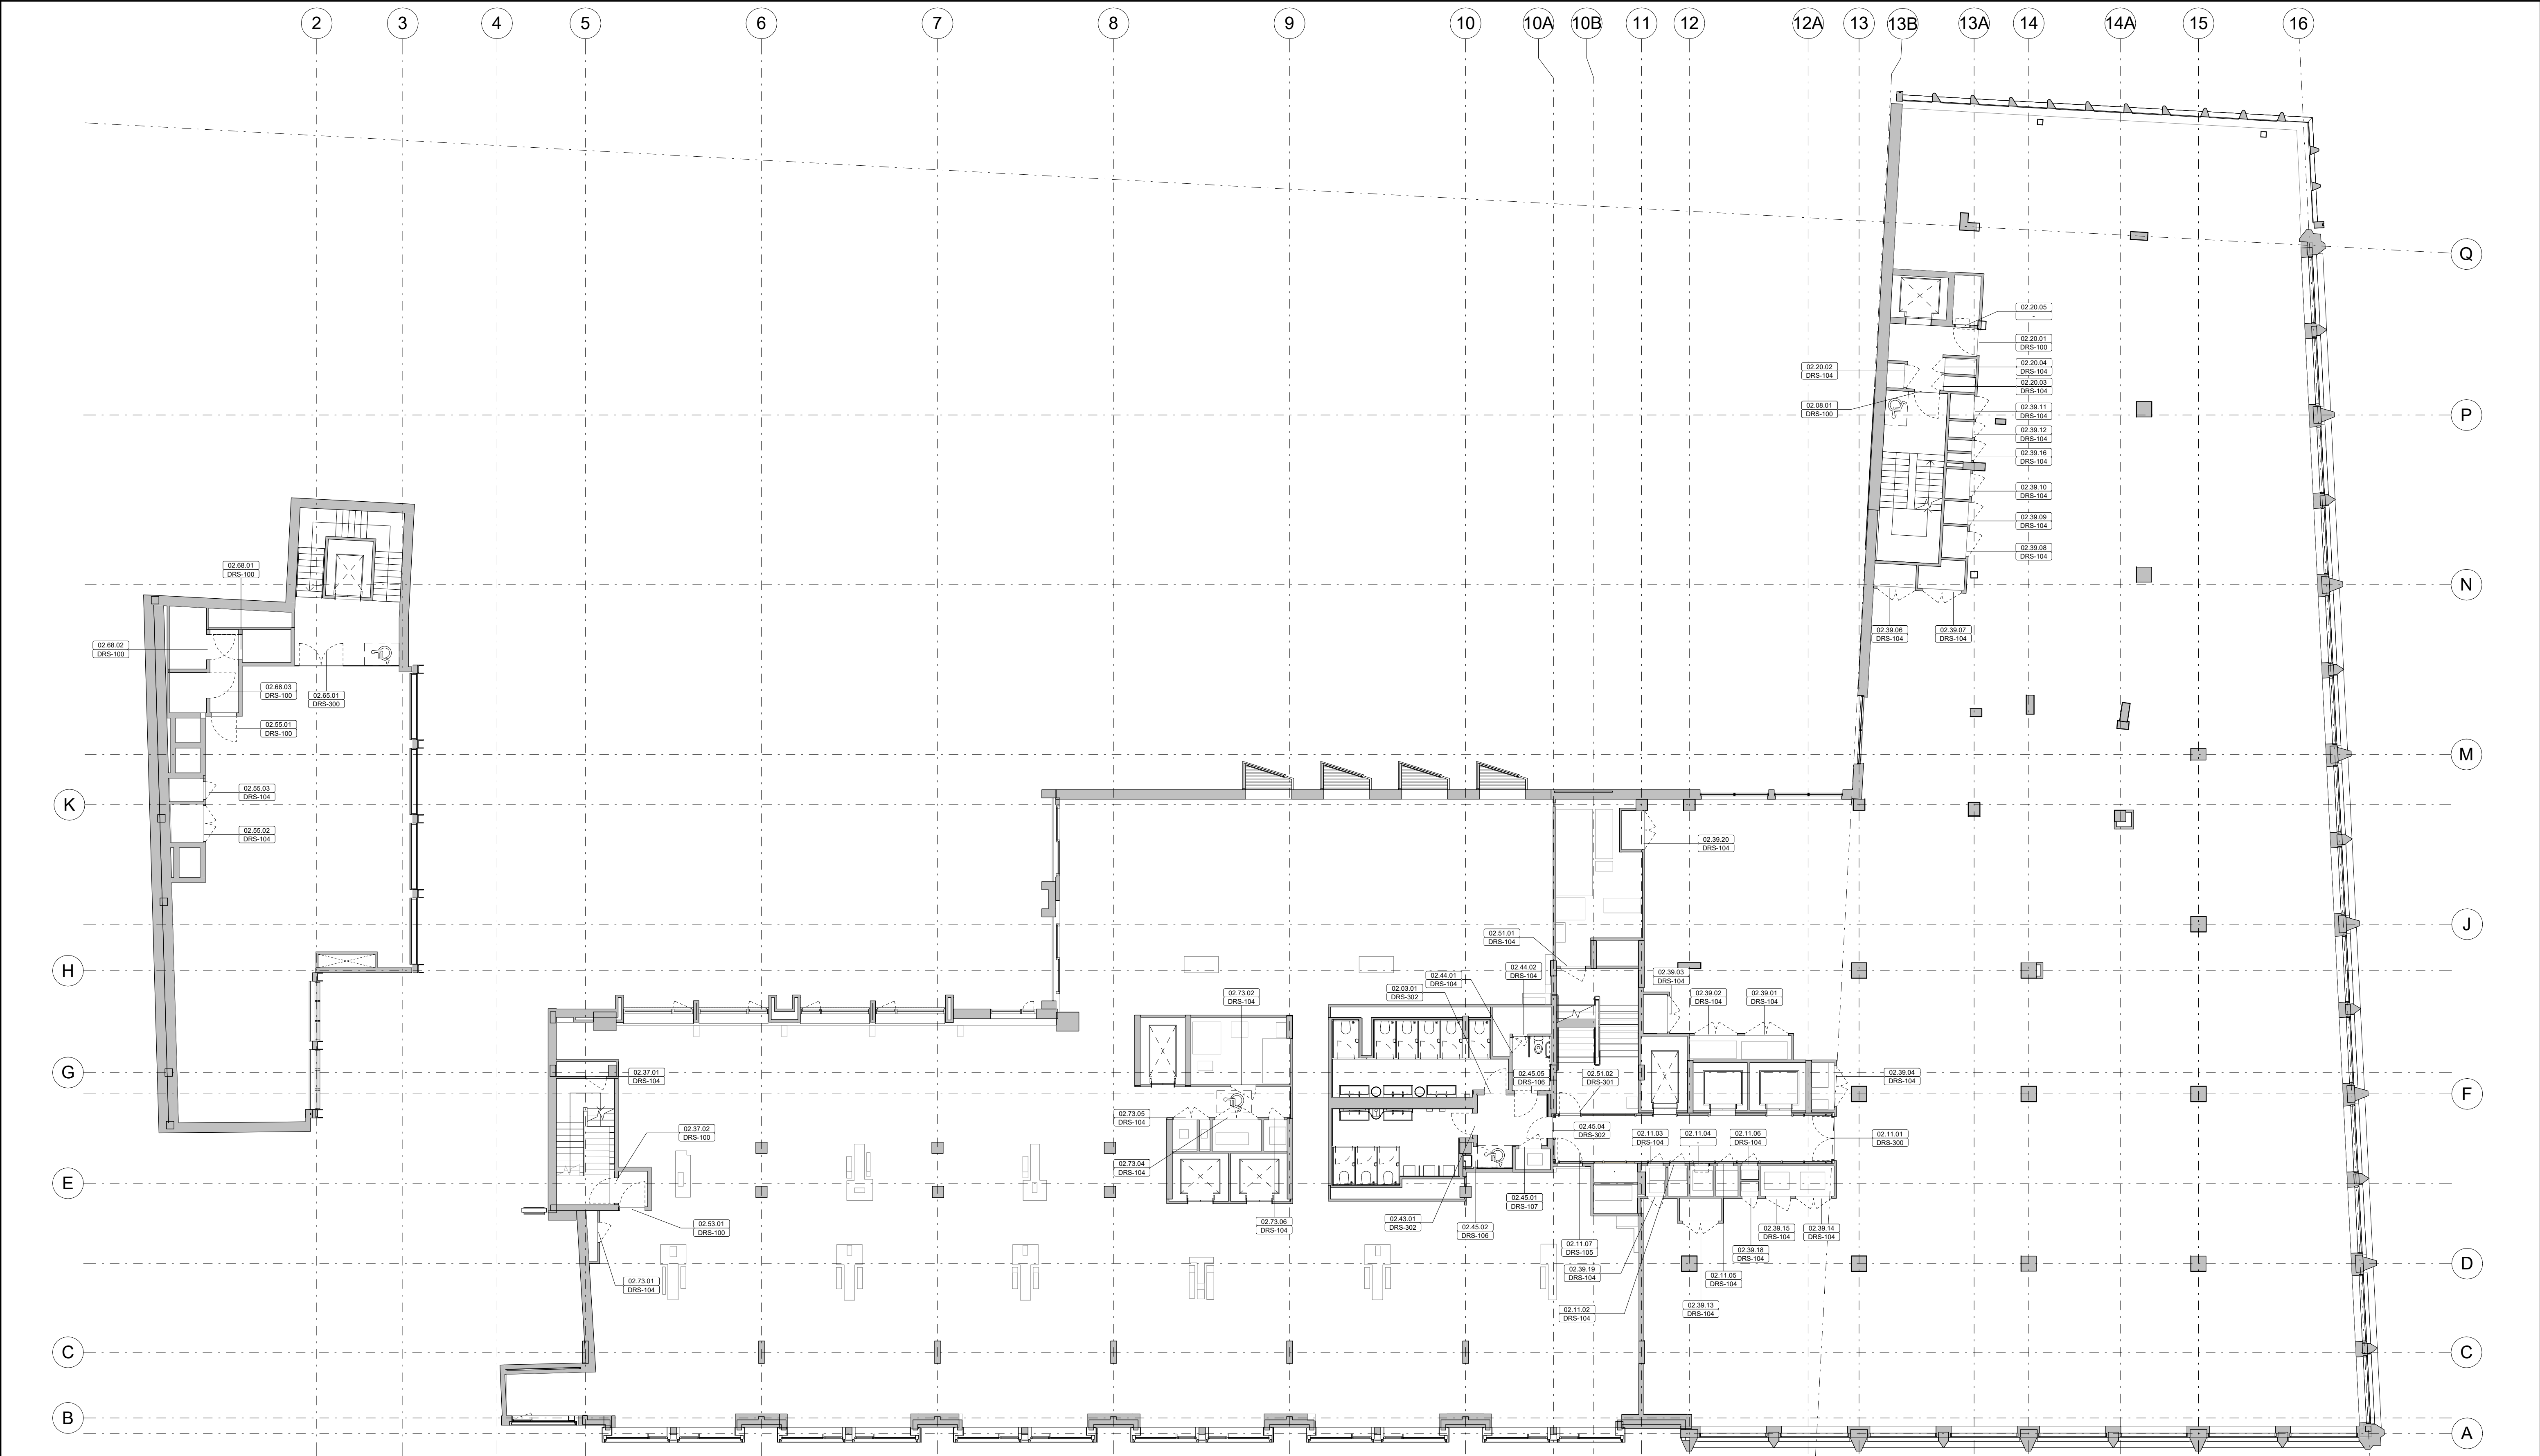 2
3
4
5
6
7
8
9
10
10A
10B
11
12
12A
13
13B
13A
14
14A
15
16
Q
02.20.05
-
02.20.01
DRS-100
02.20.02
DRS-104
02.20.04
DRS-104
02.20.03
DRS-104
02.08.01
DRS-100
02.39.11
DRS-104
P
02.39.12
DRS-104
02.39.16
DRS-104
02.39.10
DRS-104
02.39.09
DRS-104
02.39.08
DRS-104
02.68.01
DRS-100
N
02.39.06
DRS-104
02.39.07
DRS-104
02.68.02
DRS-100
02.68.03
DRS-100
02.65.01
DRS-300
02.55.01
DRS-100
M
02.55.03
DRS-104
K
02.55.02
DRS-104
02.39.20
DRS-104
J
02.51.01
DRS-104
H
02.44.02
DRS-104
02.44.01
DRS-104
02.39.03
DRS-104
02.03.01
DRS-302
02.73.02
DRS-104
02.39.02
DRS-104
02.39.01
DRS-104
G
02.37.01
DRS-104
02.45.05
DRS-106
02.51.02
DRS-301
02.39.04
DRS-104
F
02.73.05
DRS-104
02.37.02
DRS-100
02.45.04
DRS-302
02.11.03
DRS-104
02.11.04
-
02.11.06
DRS-104
02.11.01
DRS-300
02.73.04
DRS-104
E
02.45.01
DRS-107
02.53.01
DRS-100
02.73.06
DRS-104
02.43.01
DRS-302
02.45.02
DRS-106
02.39.15
DRS-104
02.39.14
DRS-104
02.11.07
DRS-105
02.39.18
DRS-104
D
02.39.19
DRS-104
02.11.05
DRS-104
02.73.01
DRS-104
02.39.13
DRS-104
02.11.02
DRS-104
C
C
B
A